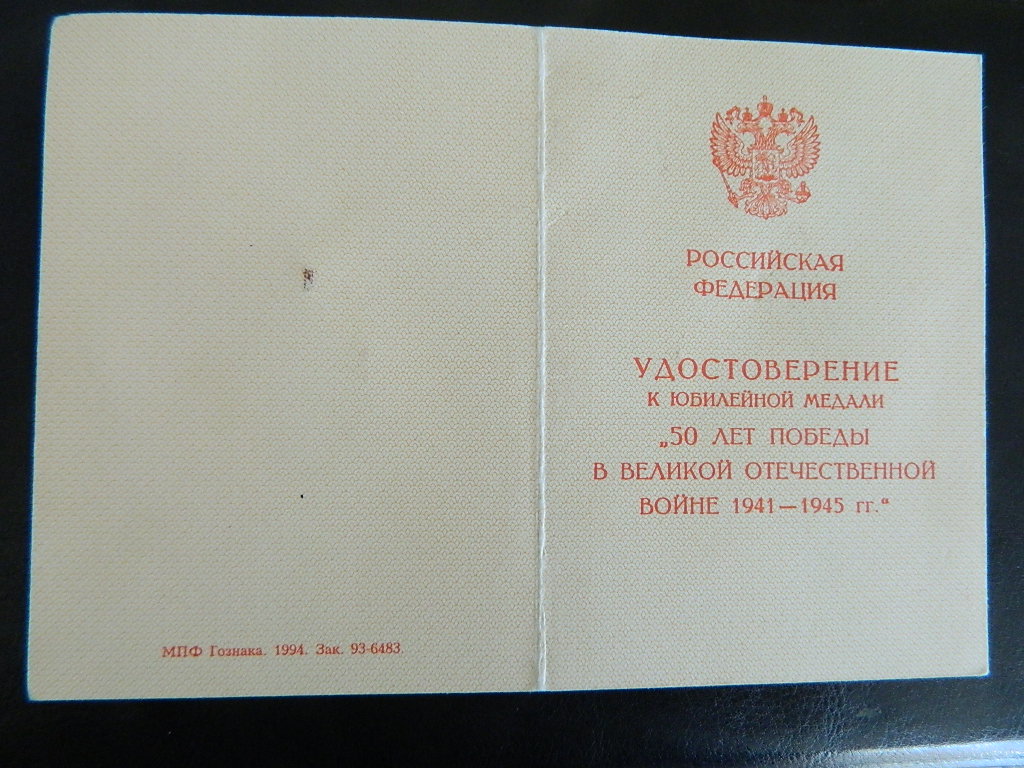 РОССИЙСКАЯ
ФЕДЕРАЦИЯ
УДОСТОВЕРЕНИЕ
К ЮБИЛЕЙНОЙ МЕДАЛИ
„50 ЛЕТ ПОБЕДЫ
В ВЕЛИКОЙ ОТЕЧЕСТВЕННОЙ
ВОЙНЕ 1941—1945 гг.“
МПФ Гознака. 1994. Зак. 93-6483.